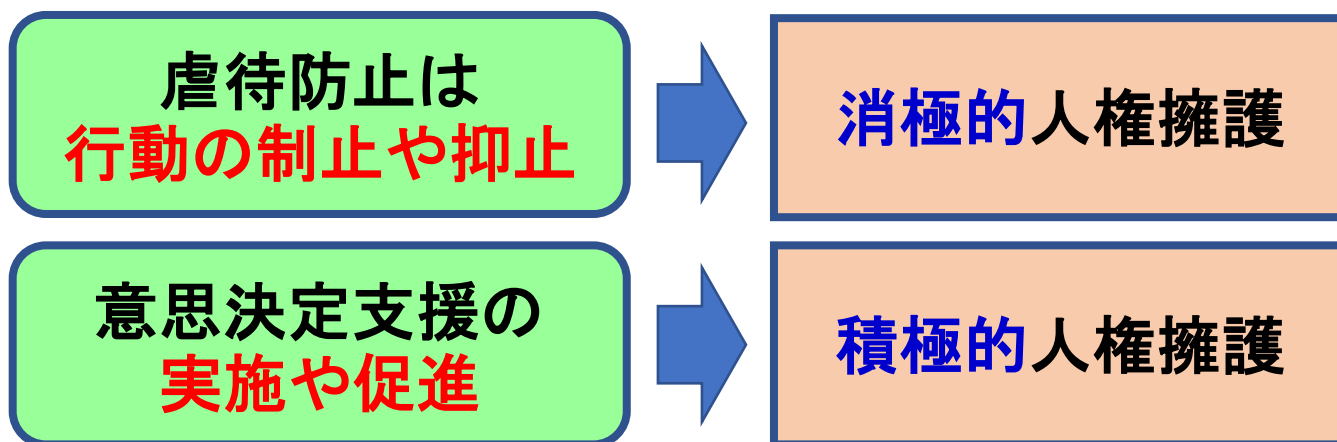 虐待防止は
行動の制止や抑止
消極的人権擁護
意思決定支援の
実施や促進
積極的人権擁護